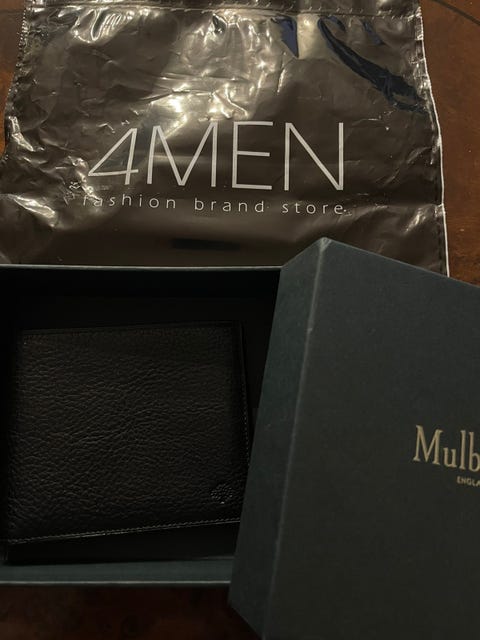 4MEN
fashion brand store
Mulb
ENGLA